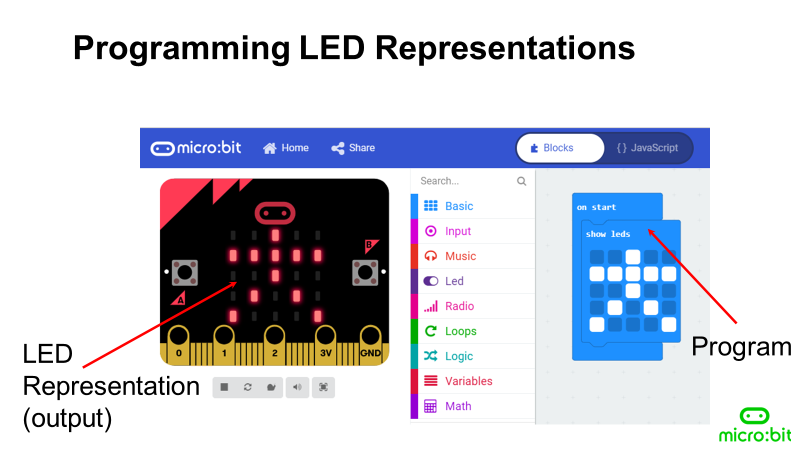 Programming LED Representations
micro:bit
Home
Share
Blocks
{} JavaScript
Search...
Basic
Input
Music
Led
Radio
Loops
Logic
Variables
Math
B
A
0
1
2
3V
GND
on start
show leds
LED
Representation
(output)
Program
micro:bit